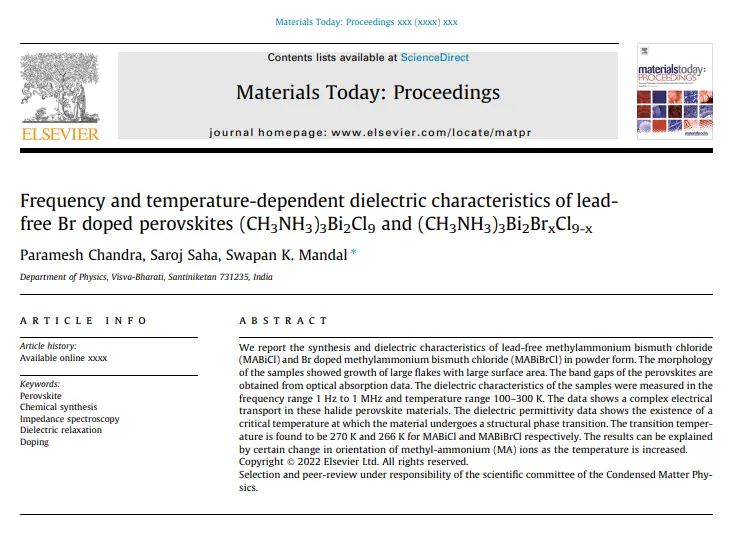 Materials Today: Proceedings xxx (xxxx) xxx
Contents lists available at ScienceDirect
Materials Today: Proceedings
journal homepage: www.elsevier.com/locate/matpr
ELSEVIER
materialstoday:
PROCEEDINGS
Frequency and temperature-dependent dielectric characteristics of lead-
free Br doped perovskites (CH₃NH₃)₃Bi₂Cl₉ and (CH₃NH₃)₃Bi₂BrₓCl₉₋ₓ
Paramesh Chandra, Saroj Saha, Swapan K. Mandal *
Department of Physics, Visva-Bharati, Santiniketan 731235, India
ARTICLE INFO
Article history:
Available online xxxx
Keywords:
Perovskite
Chemical synthesis
Impedance spectroscopy
Dielectric relaxation
Doping
ABSTRACT
We report the synthesis and dielectric characteristics of lead-free methylammonium bismuth chloride
(MABiCl) and Br doped methylammonium bismuth chloride (MABiBrCl) in powder form. The morphology
of the samples showed growth of large flakes with large surface area. The band gaps of the perovskites are
obtained from optical absorption data. The dielectric characteristics of the samples were measured in the
frequency range 1 Hz to 1 MHz and temperature range 100–300 K. The data shows a complex electrical
transport in these halide perovskite materials. The dielectric permittivity data shows the existence of a
critical temperature at which the material undergoes a structural phase transition. The transition temper-
ature is found to be 270 K and 266 K for MABiCl and MABiBrCl respectively. The results can be explained
by certain change in orientation of methyl-ammonium (MA) ions as the temperature is increased.
Copyright © 2022 Elsevier Ltd. All rights reserved.
Selection and peer-review under responsibility of the scientific committee of the Condensed Matter Phy-
sics.